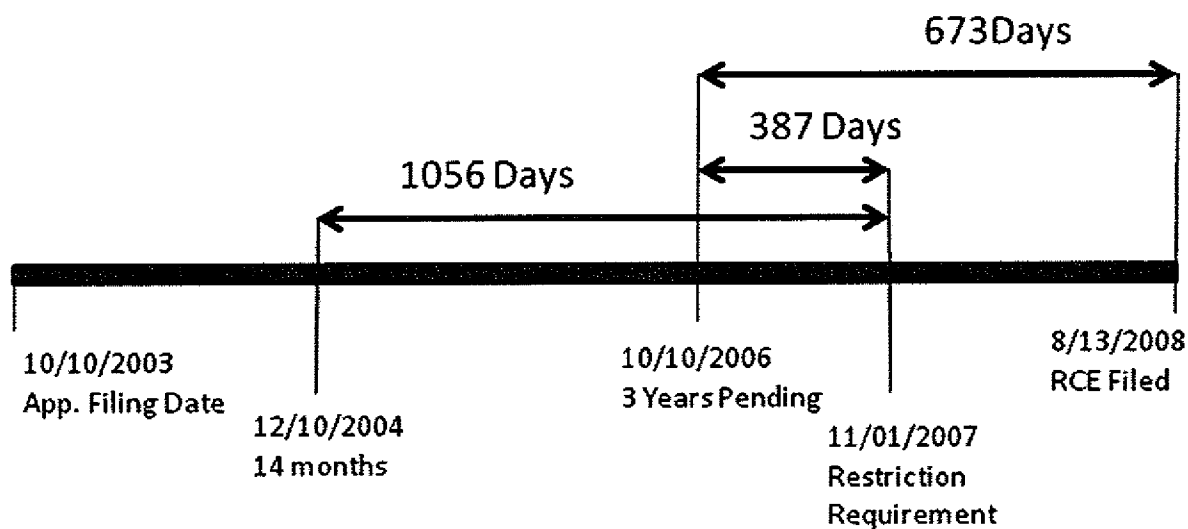 673Days
387 Days
1056 Days
10/10/2003
App. Filing Date
12/10/2004
14 months
10/10/2006
3 Years Pending
11/01/2007
Restriction
Requirement
8/13/2008
RCE Filed